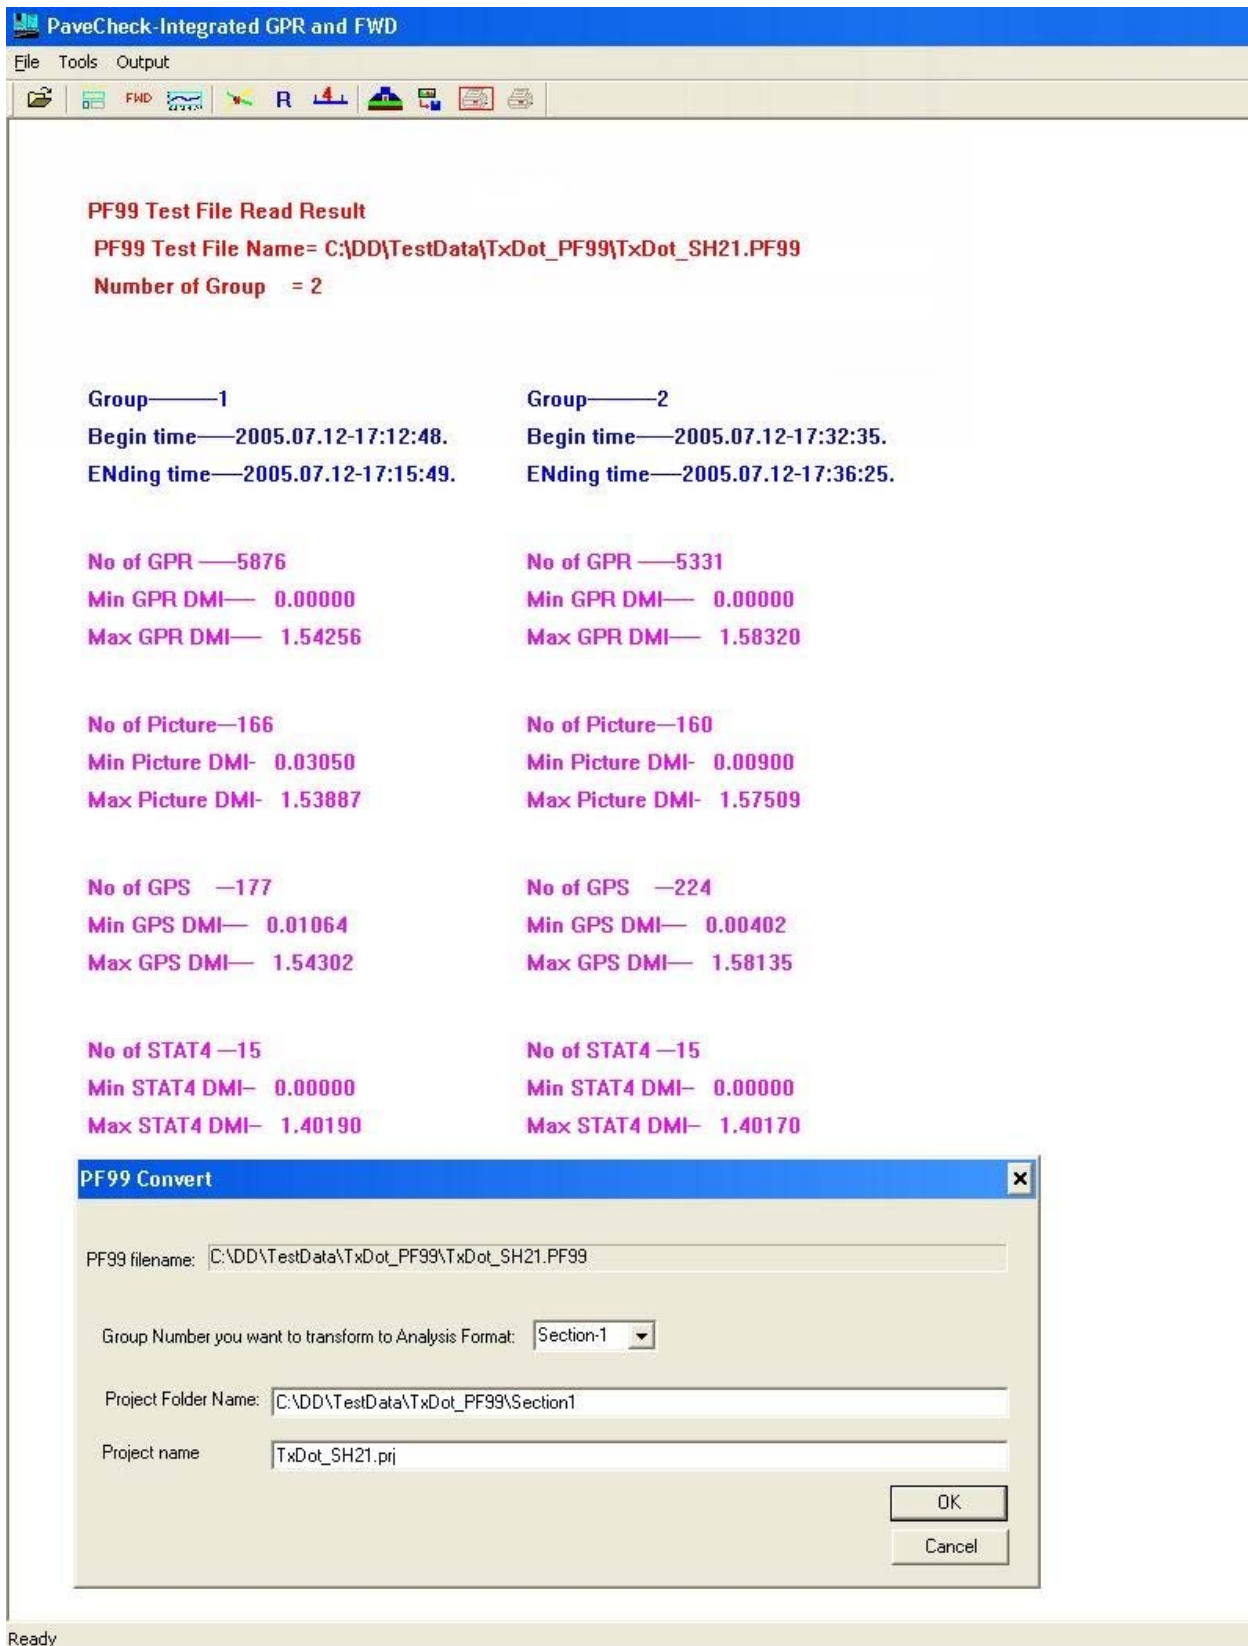 PaveCheck-Integrated GPR and FWD
File Tools Output
FWD R 4
PF99 Test File Read Result
PF99 Test File Name= C:\DD\TestData\TxDot_PF99\TxDot_SH21.PF99
Number of Group = 2
Group———1 Group———2
Begin time—–2005.07.12-17:12:48. Begin time—–2005.07.12-17:32:35.
ENding time—–2005.07.12-17:15:49. ENding time—–2005.07.12-17:36:25.
No of GPR —–5876 No of GPR —–5331
Min GPR DMI—– 0.00000 Min GPR DMI—– 0.00000
Max GPR DMI—– 1.54256 Max GPR DMI—– 1.58320
No of Picture—166 No of Picture—160
Min Picture DMI- 0.03050 Min Picture DMI- 0.00900
Max Picture DMI- 1.53887 Max Picture DMI- 1.57509
No of GPS —177 No of GPS —224
Min GPS DMI— 0.01064 Min GPS DMI— 0.00402
Max GPS DMI— 1.54302 Max GPS DMI— 1.58135
No of STAT4 —15 No of STAT4 —15
Min STAT4 DMI– 0.00000 Min STAT4 DMI– 0.00000
Max STAT4 DMI– 1.40190 Max STAT4 DMI– 1.40170
PF99 Convert
PF99 filename: C:\DD\TestData\TxDot_PF99\TxDot_SH21.PF99
Group Number you want to transform to Analysis Format: Section-1
Project Folder Name: C:\DD\TestData\TxDot_PF99\Section1
Project name TxDot_SH21.prj
OK
Cancel
Ready